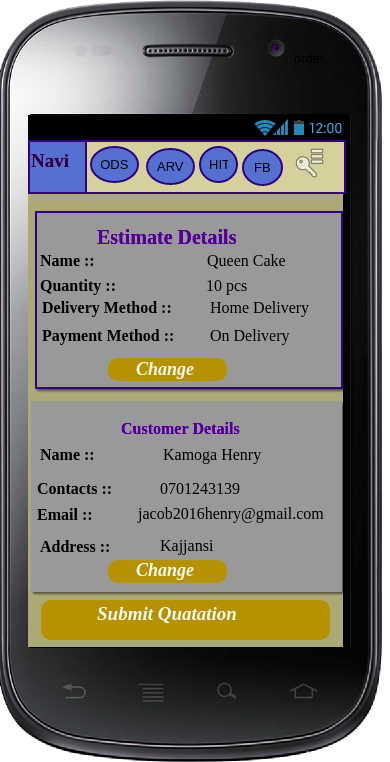 order
12:00
Navi ODS ARV HIT FB
Estimate Details
Name :: Queen Cake
Quantity :: 10 pcs
Delivery Method :: Home Delivery
Payment Method :: On Delivery
Change
Customer Details
Name :: Kamoga Henry
Contacts :: 0701243139
Email :: jacob2016henry@gmail.com
Address :: Kajjansi
Change
Submit Quatation